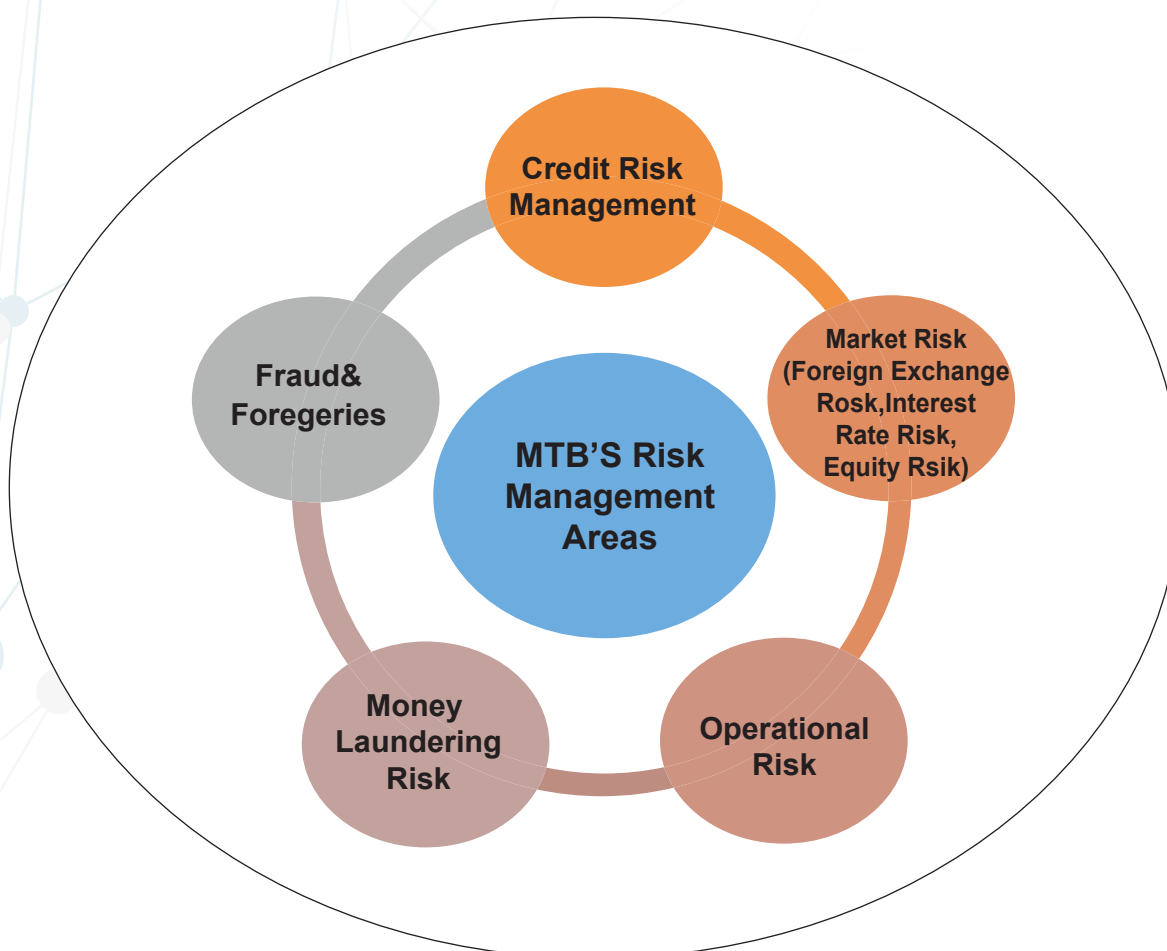 Credit Risk
Management
Market Risk
(Foreign Exchange
Rosk,Interest
Rate Risk,
Equity Rsik)
Fraud&
Foregeries
MTB’S Risk
Management
Areas
Money
Laundering
Risk
Operational
Risk